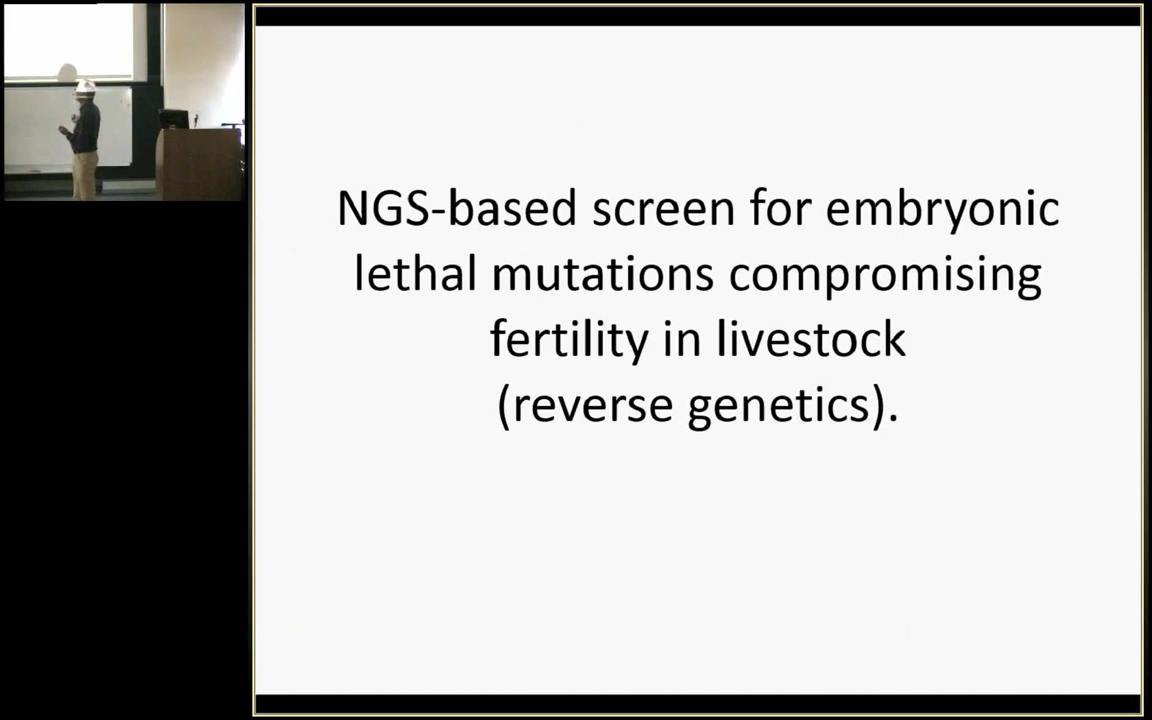 NGS-based screen for embryonic
lethal mutations compromising
fertility in livestock
(reverse genetics).